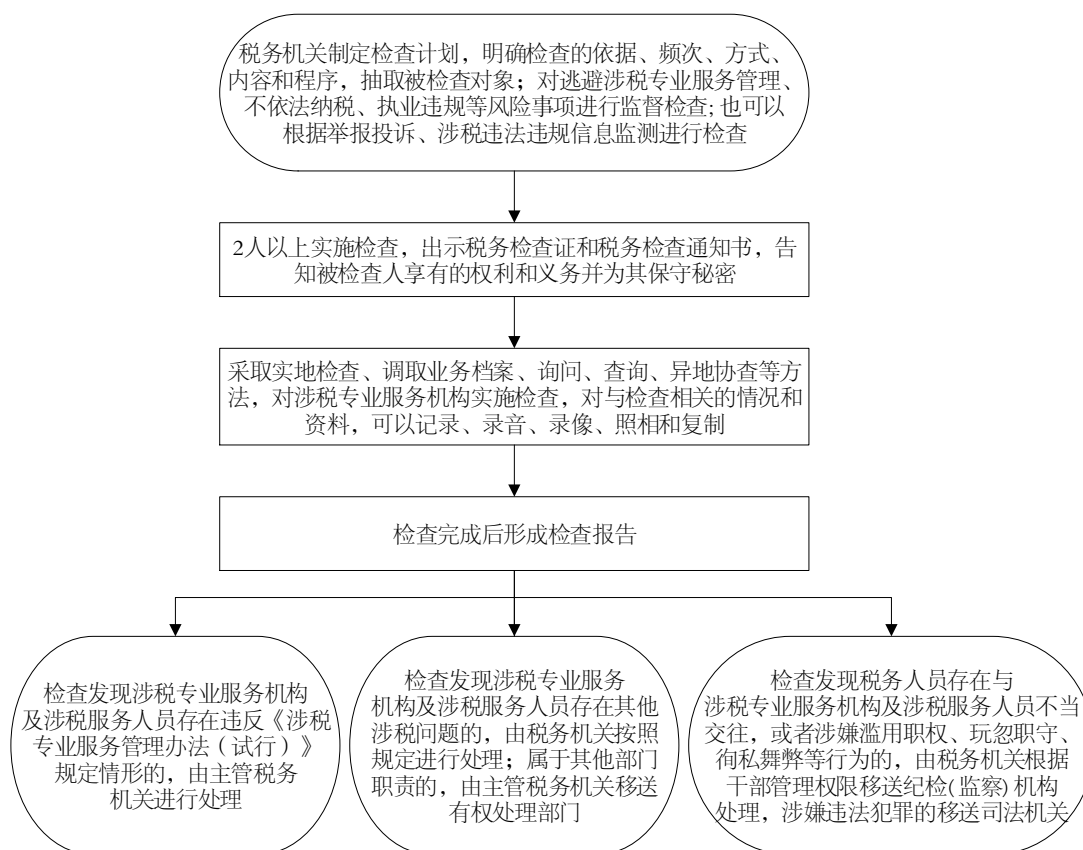 税务机关制定检查计划，明确检查的依据、频次、方式、
内容和程序，抽取被检查对象；对逃避涉税专业服务管理、
不依法纳税、执业违规等风险事项进行监督检查；也可以
根据举报投诉、涉税违法违规信息监测进行检查
2人以上实施检查，出示税务检查证和税务检查通知书，告
知被检查人享有的权利和义务并为其保守秘密
采取实地检查、调取业务档案、询问、查询、异地协查等方
法，对涉税专业服务机构实施检查，对与检查相关的情况和
资料，可以记录、录音、录像、照相和复制
检查完成后形成检查报告
检查发现涉税专业服务机构
及涉税服务人员存在违反《涉税
专业服务管理办法（试行）》
规定情形的，由主管税务
机关进行处理
检查发现涉税专业服务
机构及涉税服务人员存在其他
涉税问题的，由税务机关按照
规定进行处理；属于其他部门
职责的，由主管税务机关移送
有权处理部门
检查发现税务人员存在与
涉税专业服务机构及涉税服务人员不当
交往，或者涉嫌滥用职权、玩忽职守、
徇私舞弊等行为的，由税务机关根据
干部管理权限移送纪检(监察)机构
处理，涉嫌违法犯罪的移送司法机关